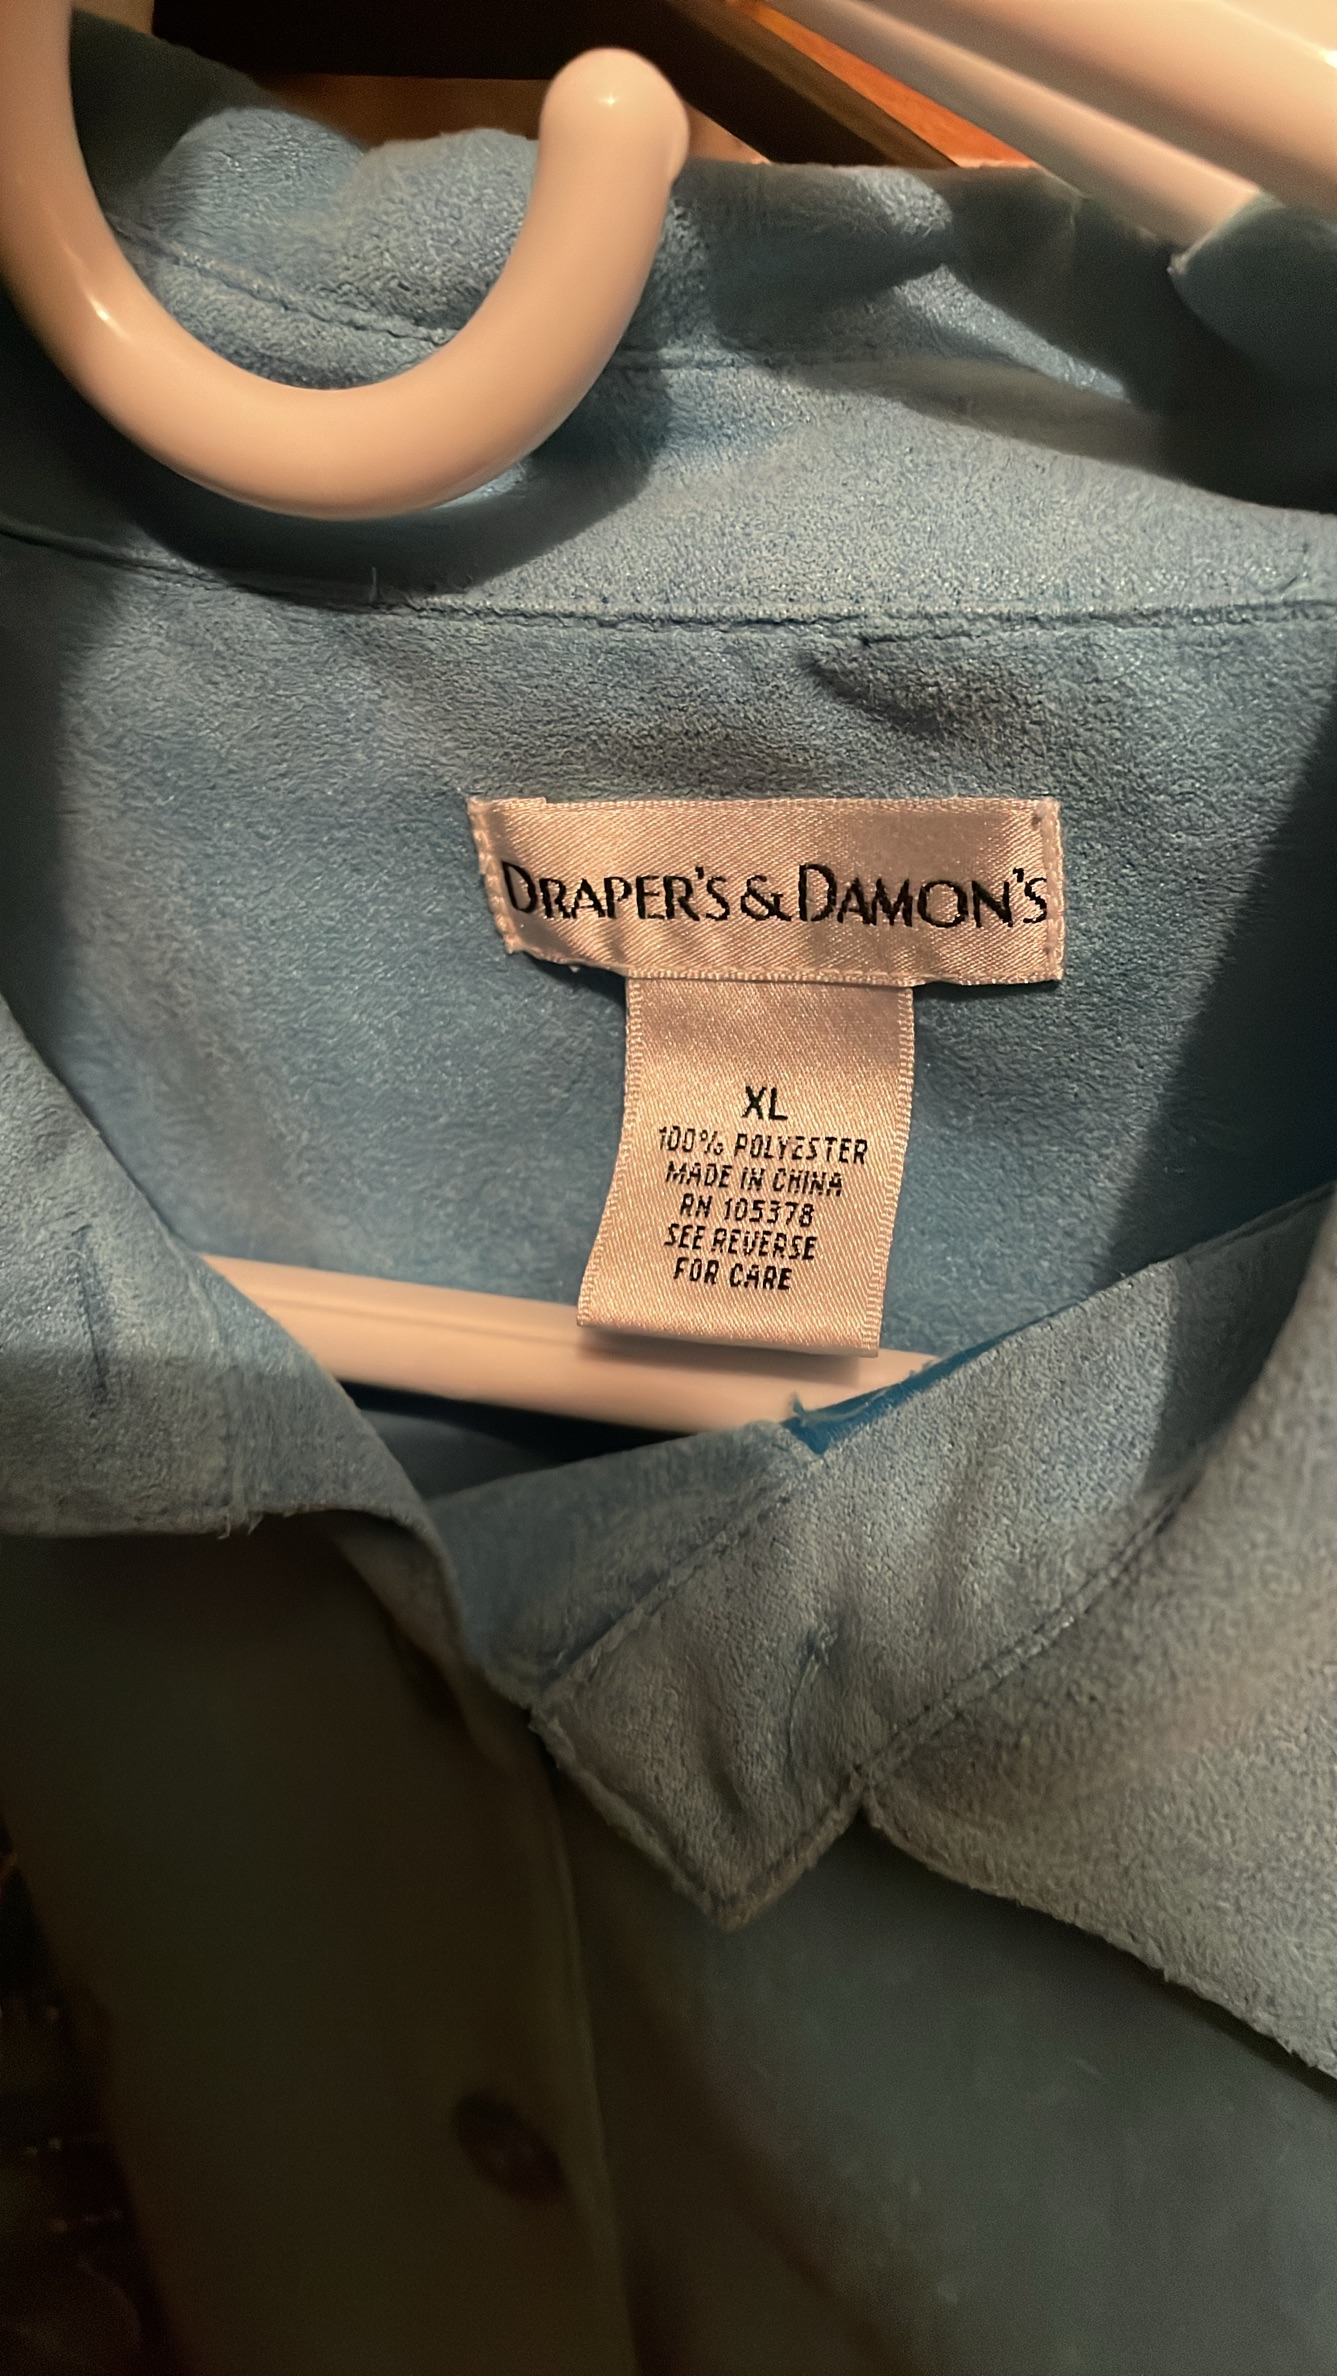 DRAPER'S & DAMON'S
XL
100% POLYESTER
MADE IN CHINA
RN 105378
SEE REVERSE
FOR CARE